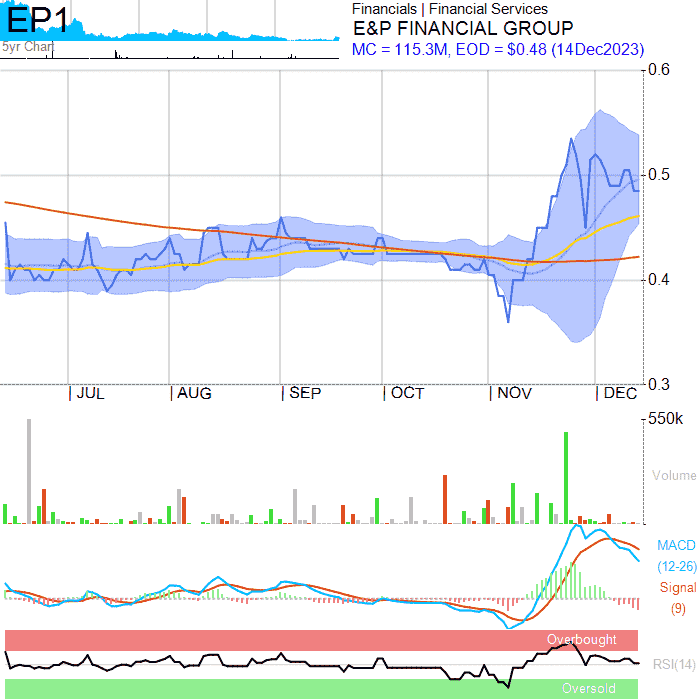 EP1
5yr Chart
Financials | Financial Services
E&P FINANCIAL GROUP
MC = 115.3M, EOD = $0.48 (14Dec2023)
0.6
0.5
0.4
0.3
JUL AUG SEP OCT NOV DEC
550k
Volume
MACD
(12-26)
Signal
(9)
Overbought
RSI(14)
Oversold